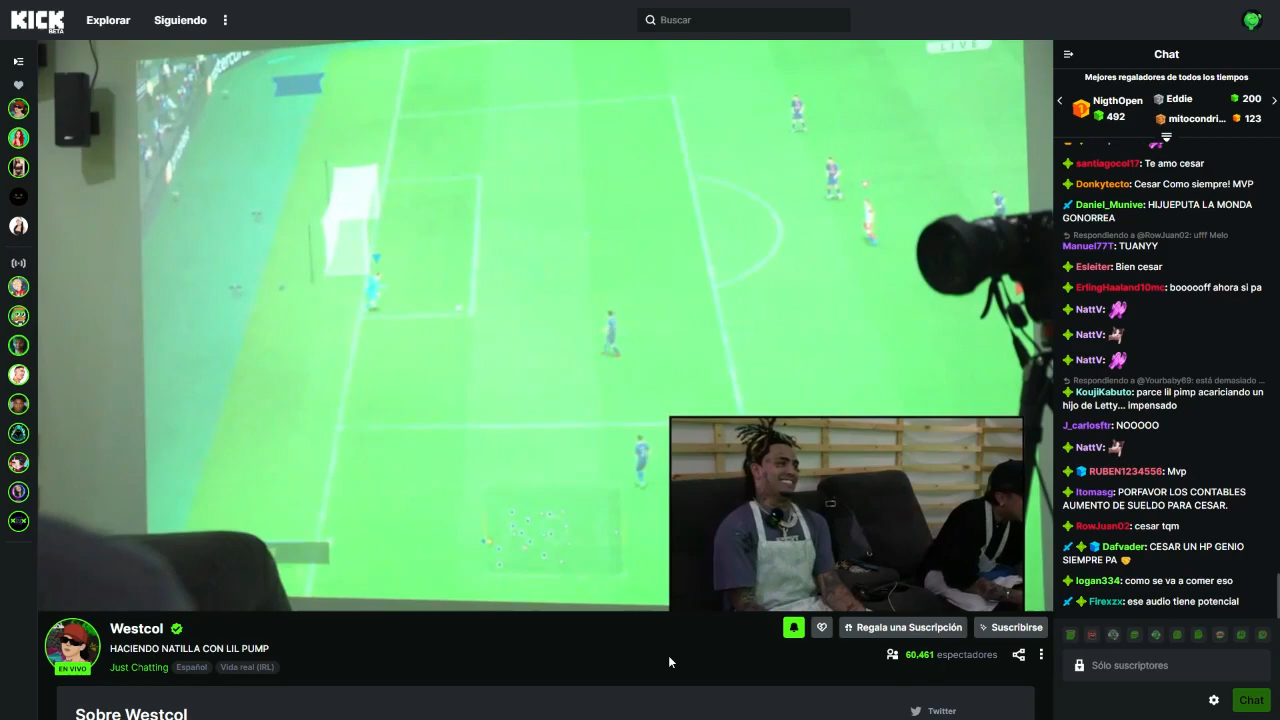 KICK
BETA
Explorar
Siguiendo
Buscar
LIVE
Chat
Mejores regaladores de todos los tiempos
NigthOpen
492
Eddie 200
mitocondri... 123
santiagocol17: Te amo cesar
Donkytecto: Cesar Como siempre! MVP
Daniel_Munive: HIJUEPUTA LA MONDA
GONORREA
Respondiendo a @RowJuan02: ufff Melo
Manuel77T: TUANYY
Esleiter: Bien cesar
ErlingHaaland10mc: boooooff ahora si pa
NattV:
NattV:
NattV:
Respondiendo a @Yourbaby69: está demasiado ...
KoujiKabuto: parce lil pimp acariciando un
hijo de Letty... impensado
J_carlosftr: NOOOOO
NattV:
RUBEN1234556: Mvp
Itomasg: PORFAVOR LOS CONTABLES
AUMENTO DE SUELDO PARA CESAR.
RowJuan02: cesar tqm
Dafvader: CESAR UN HP GENIO
SIEMPRE PA
logan334: como se va a comer eso
Firexzx: ese audio tiene potencial
Sólo suscriptores
Chat
EN VIVO
Westcol
HACIENDO NATILLA CON LIL PUMP
Just Chatting Español Vida real (IRL)
Regala una Suscripción
Suscribirse
60,461 espectadores
Sobre Westcol
Twitter